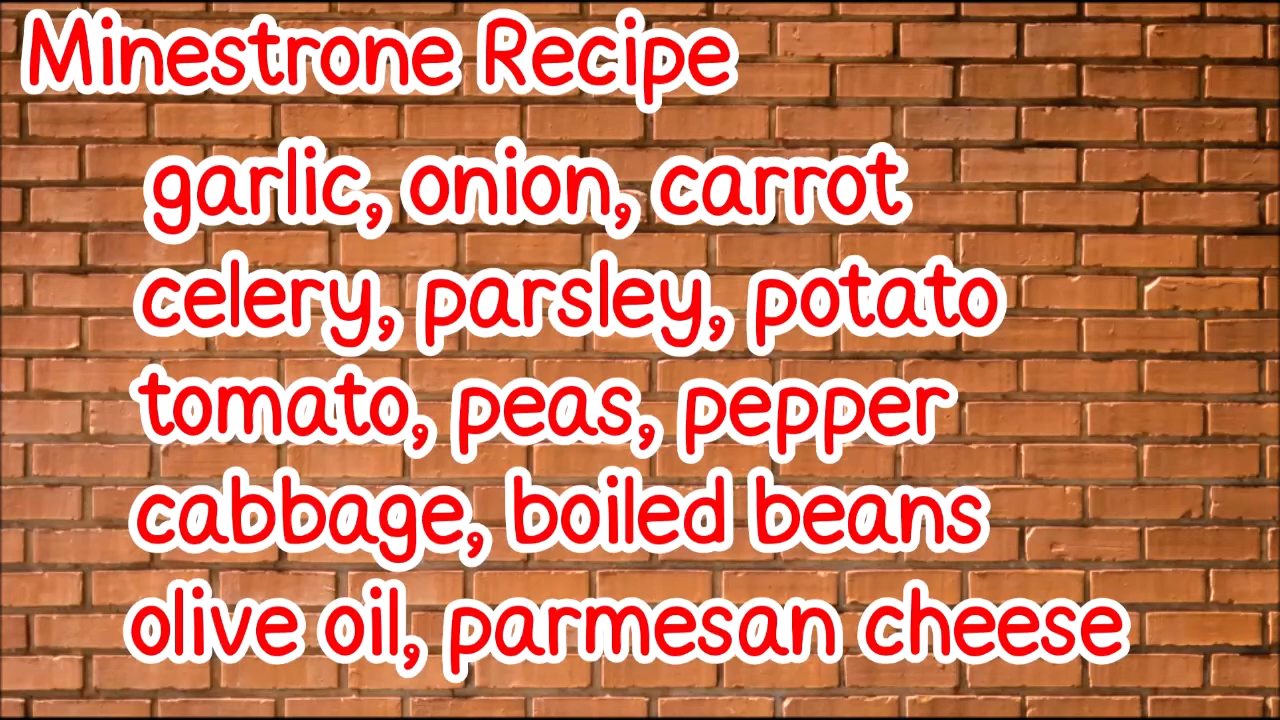 Minestrone Recipe
garlic, onion, carrot
celery, parsley, potato
tomato, peas, pepper
cabbage, boiled beans
olive oil, parmesan cheese